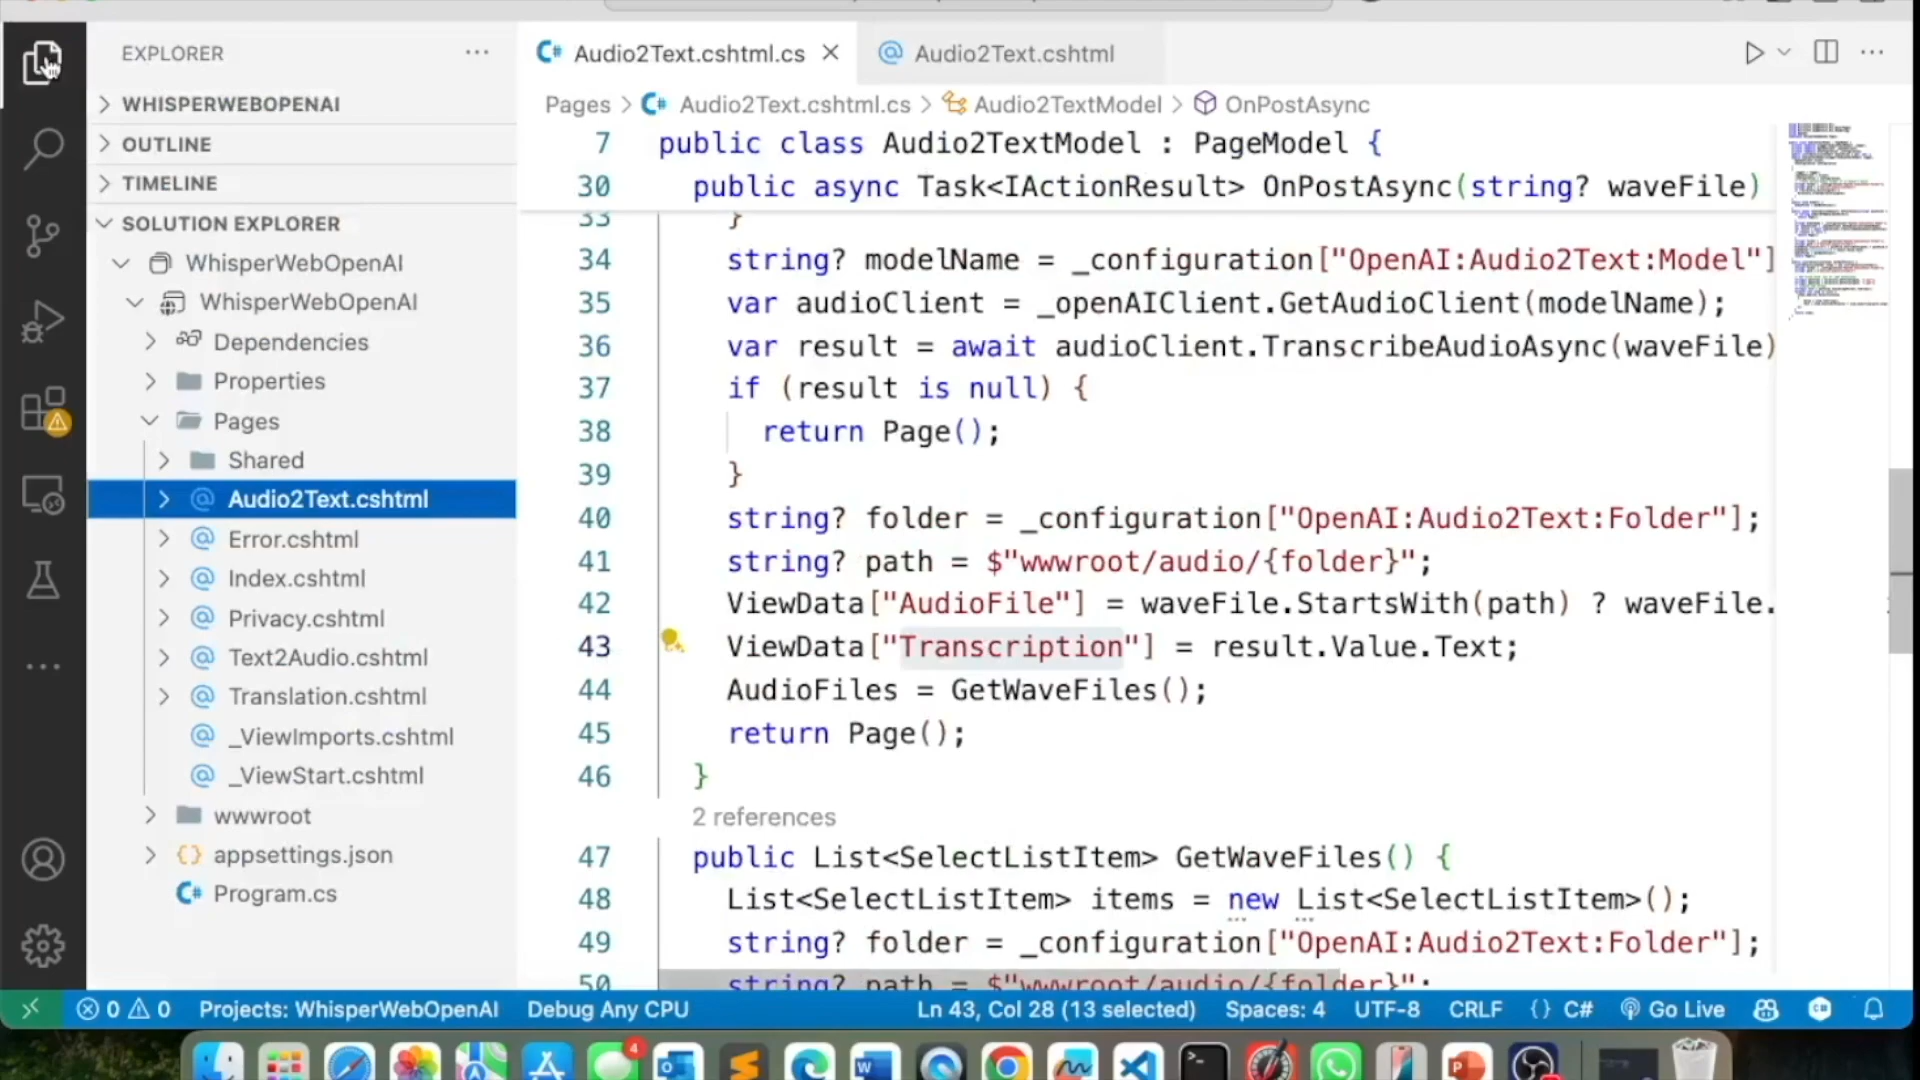 EXPLORER
WHISPERWEBOPENAI
OUTLINE
TIMELINE
SOLUTION EXPLORER
WhisperWebOpenAI
WhisperWebOpenAI
Dependencies
Properties
Pages
Shared
Audio2Text.cshtml
Error.cshtml
Index.cshtml
Privacy.cshtml
Text2Audio.cshtml
Translation.cshtml
_ViewImports.cshtml
_ViewStart.cshtml
wwwroot
appsettings.json
Program.cs
Audio2Text.cshtml.cs
Audio2Text.cshtml
Pages > Audio2Text.cshtml.cs > Audio2TextModel > OnPostAsync
7 public class Audio2TextModel : PageModel {
30 public async Task<IActionResult> OnPostAsync(string? waveFile)
33 }
34 string? modelName = _configuration["OpenAI:Audio2Text:Model"]
35 var audioClient = _openAIClient.GetAudioClient(modelName);
36 var result = await audioClient.TranscribeAudioAsync(waveFile)
37 if (result is null) {
38 return Page();
39 }
40 string? folder = _configuration["OpenAI:Audio2Text:Folder"];
41 string? path = $"wwwroot/audio/{folder}";
42 ViewData["AudioFile"] = waveFile.StartsWith(path) ? waveFile.
43 ViewData["Transcription"] = result.Value.Text;
44 AudioFiles = GetWaveFiles();
45 return Page();
46 }
2 references
47 public List<SelectListItem> GetWaveFiles() {
48 List<SelectListItem> items = new List<SelectListItem>();
49 string? folder = _configuration["OpenAI:Audio2Text:Folder"];
50 string? path = $"wwwroot/audio/{folder}";
0 0 Projects: WhisperWebOpenAI Debug Any CPU Ln 43, Col 28 (13 selected) Spaces: 4 UTF-8 CRLF {} C# Go Live
4